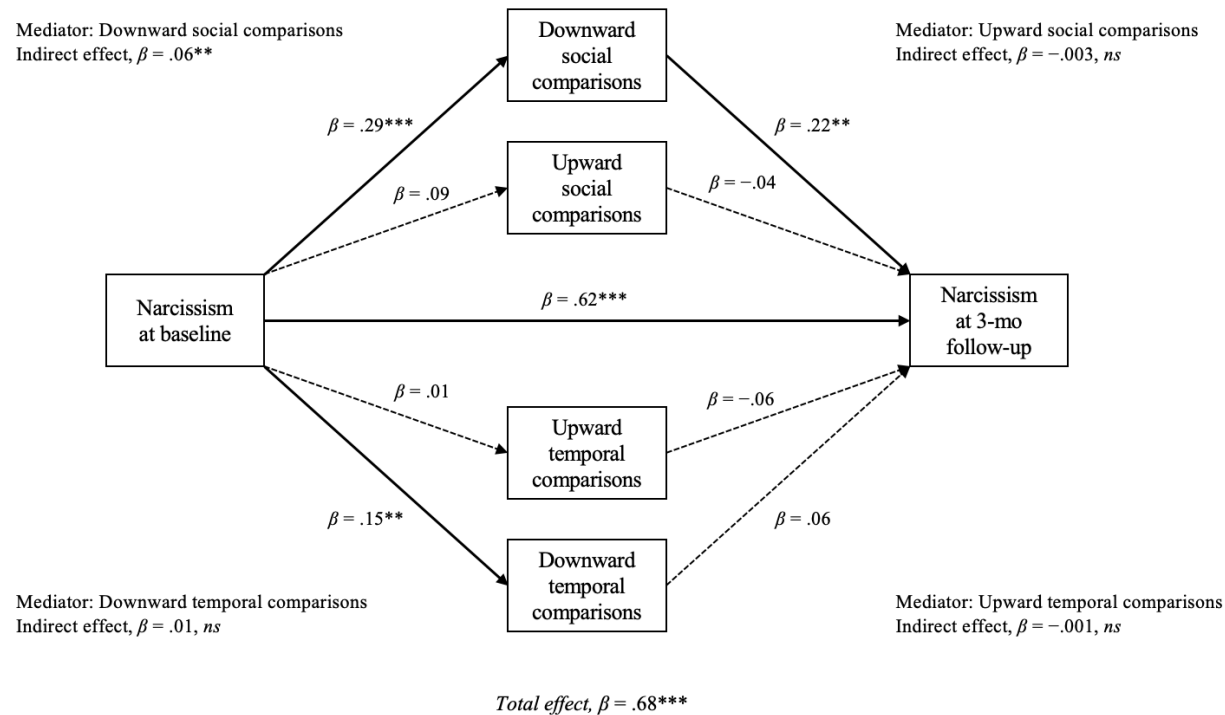 Mediator: Downward social comparisons
Indirect effect, β = .06**
Downward
social
comparisons
Mediator: Upward social comparisons
Indirect effect, β = −.003, ns
β = .29***
β = .22**
Upward
social
comparisons
β = .09
β = −.04
Narcissism
at baseline
β = .62***
Narcissism
at 3-mo
follow-up
β = .01
β = −.06
Upward
temporal
comparisons
β = .15**
β = .06
Downward
temporal
comparisons
Mediator: Downward temporal comparisons
Indirect effect, β = .01, ns
Mediator: Upward temporal comparisons
Indirect effect, β = −.001, ns
Total effect, β = .68***